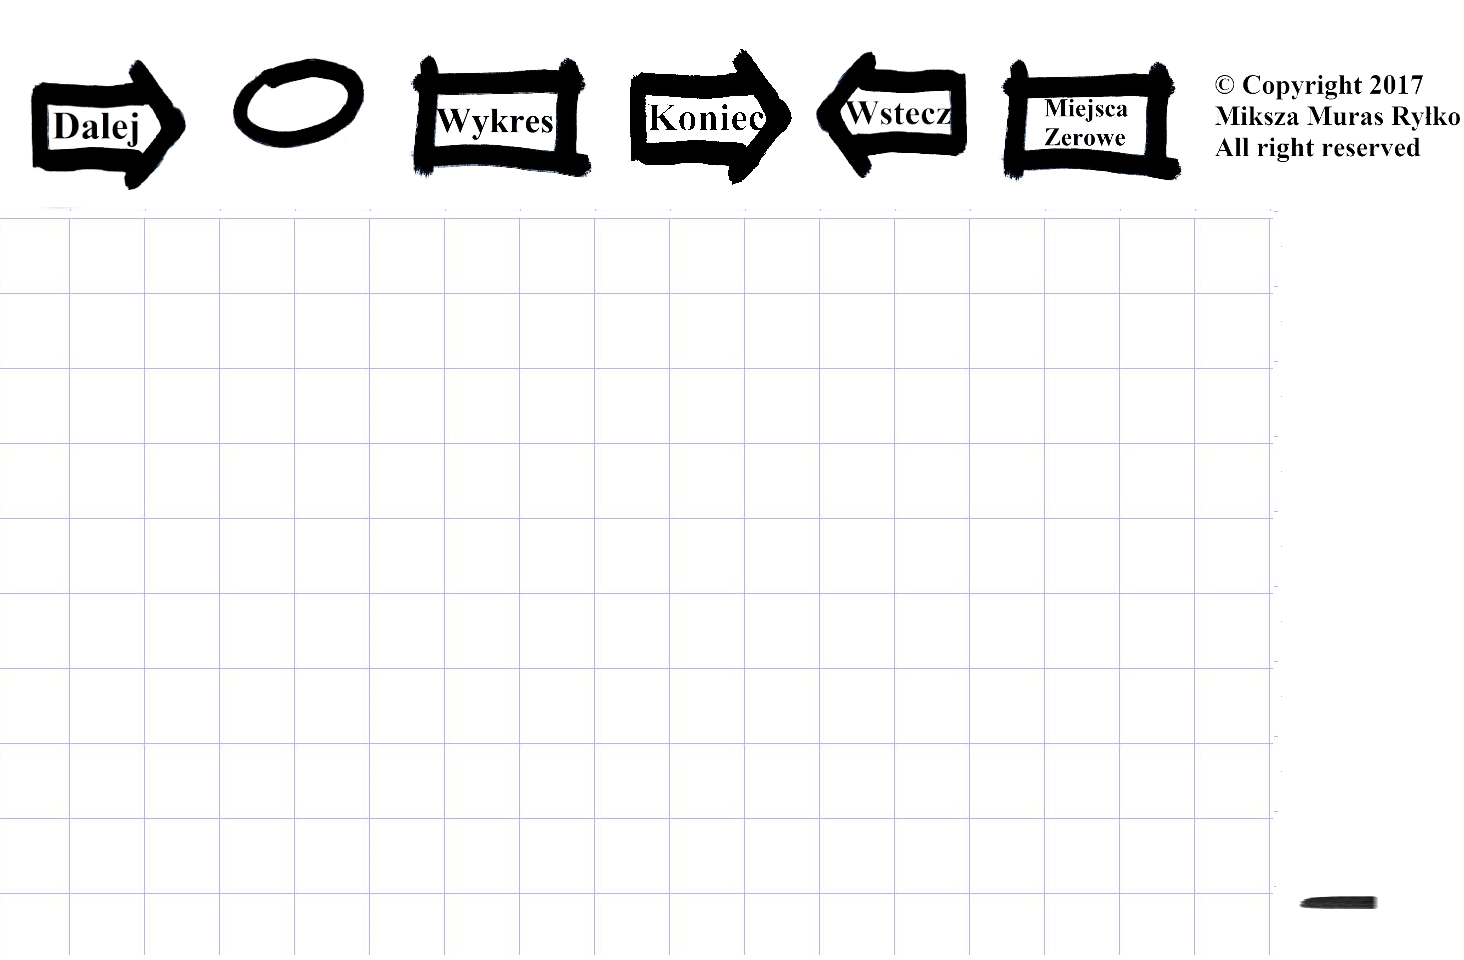 Dalej
Wykres
Koniec
Wstecz
Miejsca
Zerowe
© Copyright 2017
Miksza Muras Ryłko
All right reserved